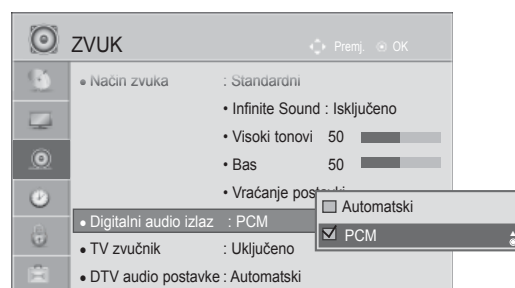 ZVUK Premj. OK
• Način zvuka : Standardni
• Infinite Sound : Isključeno
• Visoki tonovi 50
• Bas 50
• Vraćanje postavki
Automatski
• Digitalni audio izlaz : PCM
PCM
• TV zvučnik : Uključeno
• DTV audio postavke : Automatski